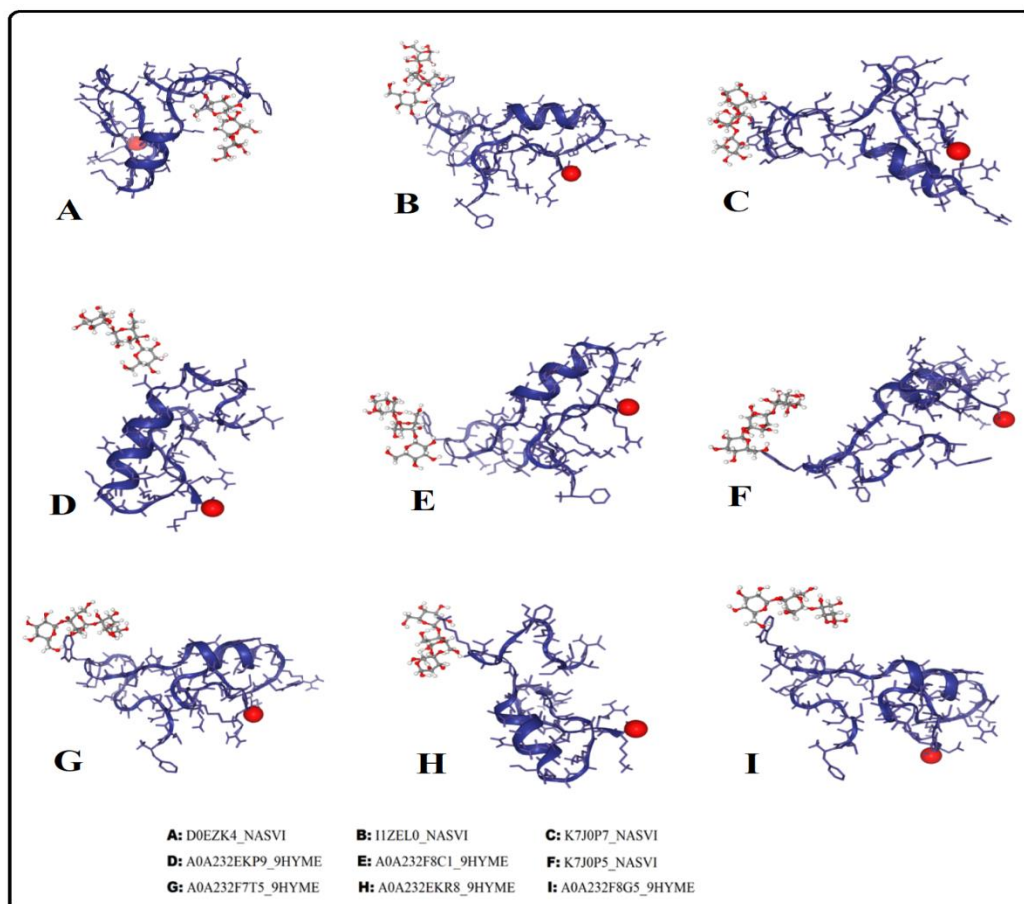 A
B
C
D
E
F
G
H
I
A: D0EZK4_NASVI B: I1ZEL0_NASVI C: K7J0P7_NASVI
D: A0A232EKP9_9HYME E: A0A232F8C1_9HYME F: K7J0P5_NASVI
G: A0A232F7T5_9HYME H: A0A232EKR8_9HYME I: A0A232F8G5_9HYME